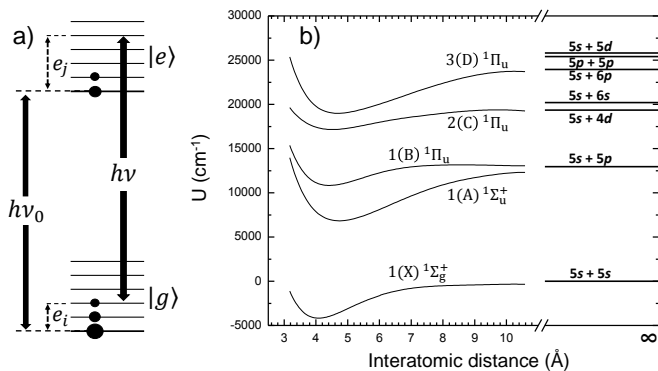 a)
|e⟩
e_j
hν₀
hν
|g⟩
e_i
b)
U (cm⁻¹)
30000
25000
20000
15000
10000
5000
0
-5000
3(D) ¹Π_u
2(C) ¹Π_u
1(B) ¹Π_u
1(A) ¹Σ_u⁺
1(X) ¹Σ_g⁺
5s + 5d
5p + 5p
5s + 6p
5s + 6s
5s + 4d
5s + 5p
5s + 5s
3 4 5 6 7 8 9 10 ∞
Interatomic distance (Å)